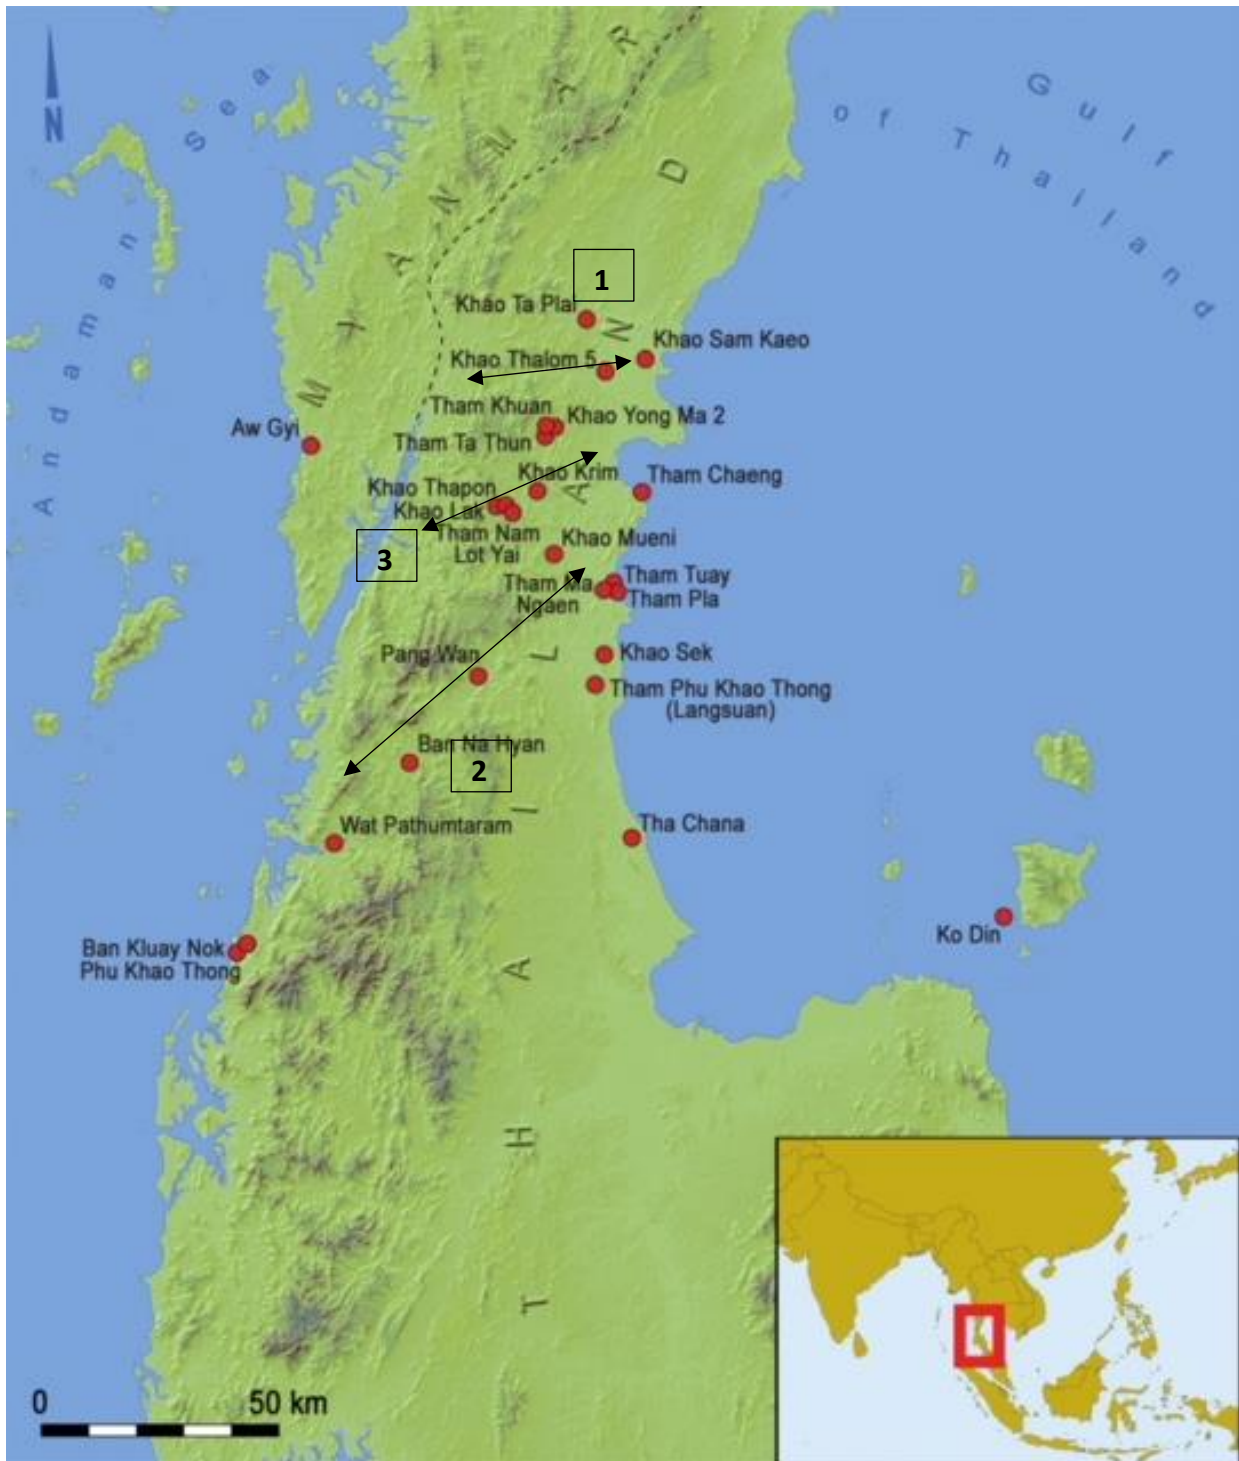 N
Andaman Sea
Gulf
of Thailand
MYANMAR
THAILAND
1
Khao Ta Plai
Khao Sam Kaeo
Khao Thalom 5
Tham Khuan
Khao Yong Ma 2
Aw Gyi
Tham Ta Thun
Khao Krim
Tham Chaeng
Khao Thapon
Khao Lak
Tham Nam
Lot Yai
Khao Mueni
3
Tham Tuay
Tham Ma
Ngaen
Tham Pla
Pang Wan
Khao Sek
Tham Phu Khao Thong
(Langsuan)
Ban Na Hyan
2
Wat Pathumtaram
Tha Chana
Ko Din
Ban Kluay Nok
Phu Khao Thong
0 50 km